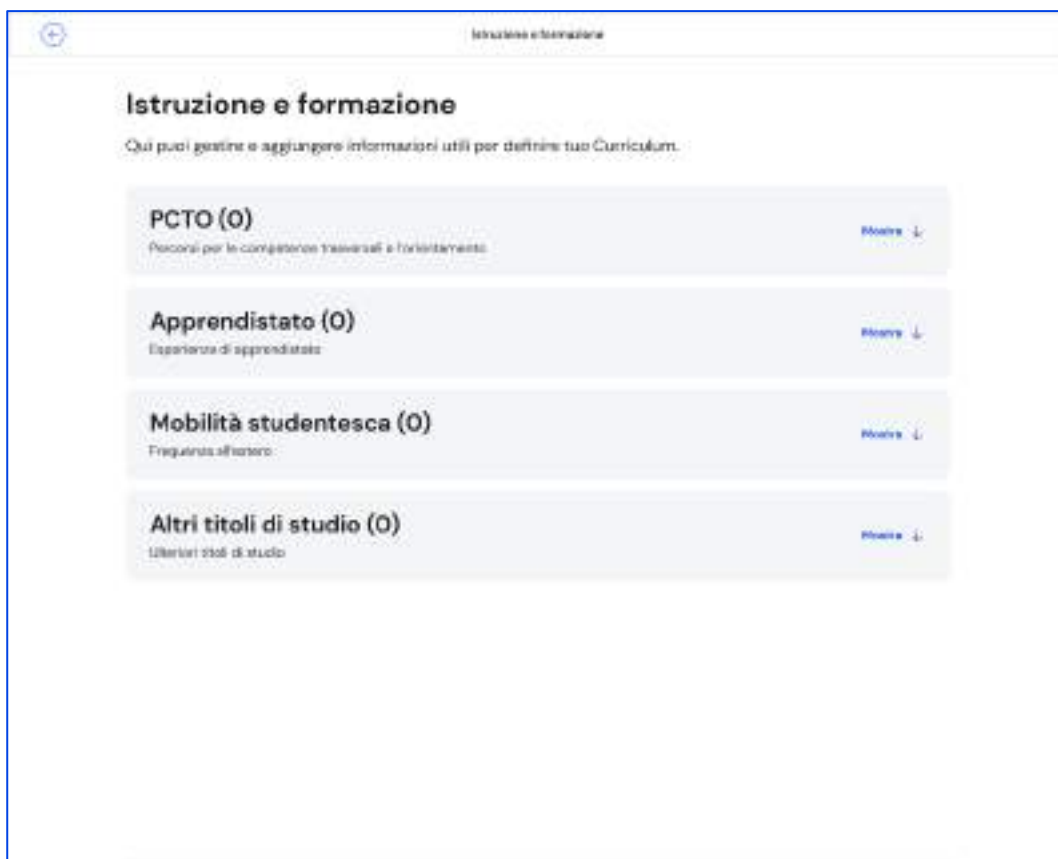 Istruzione e formazione
Istruzione e formazione
Qui puoi gestire e aggiungere informazioni utili per definire tuo Curriculum.
PCTO (0)
Percorsi per le competenze trasversali e l'orientamento
Mostra
Apprendistato (0)
Esperienze di apprendistato
Mostra
Mobilità studentesca (0)
Frequenza all'estero
Mostra
Altri titoli di studio (0)
Ulteriori titoli di studio
Mostra